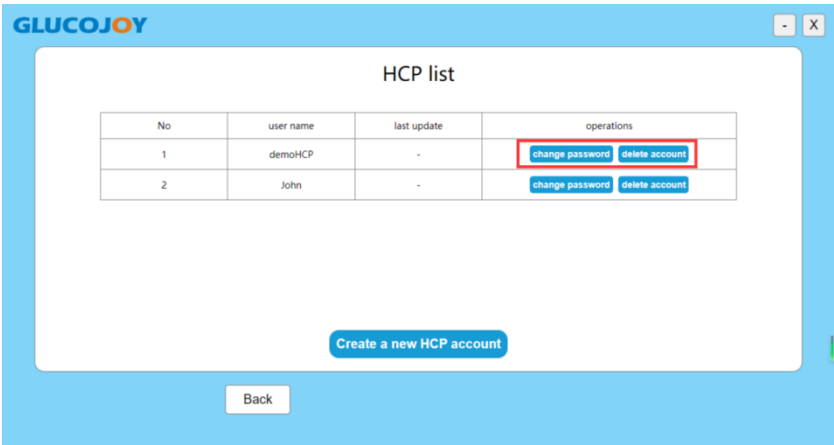 GLUCOJOY - X
HCP list
No user name last update operations
1 demoHCP - change password delete account
2 John - change password delete account
Create a new HCP account
Back